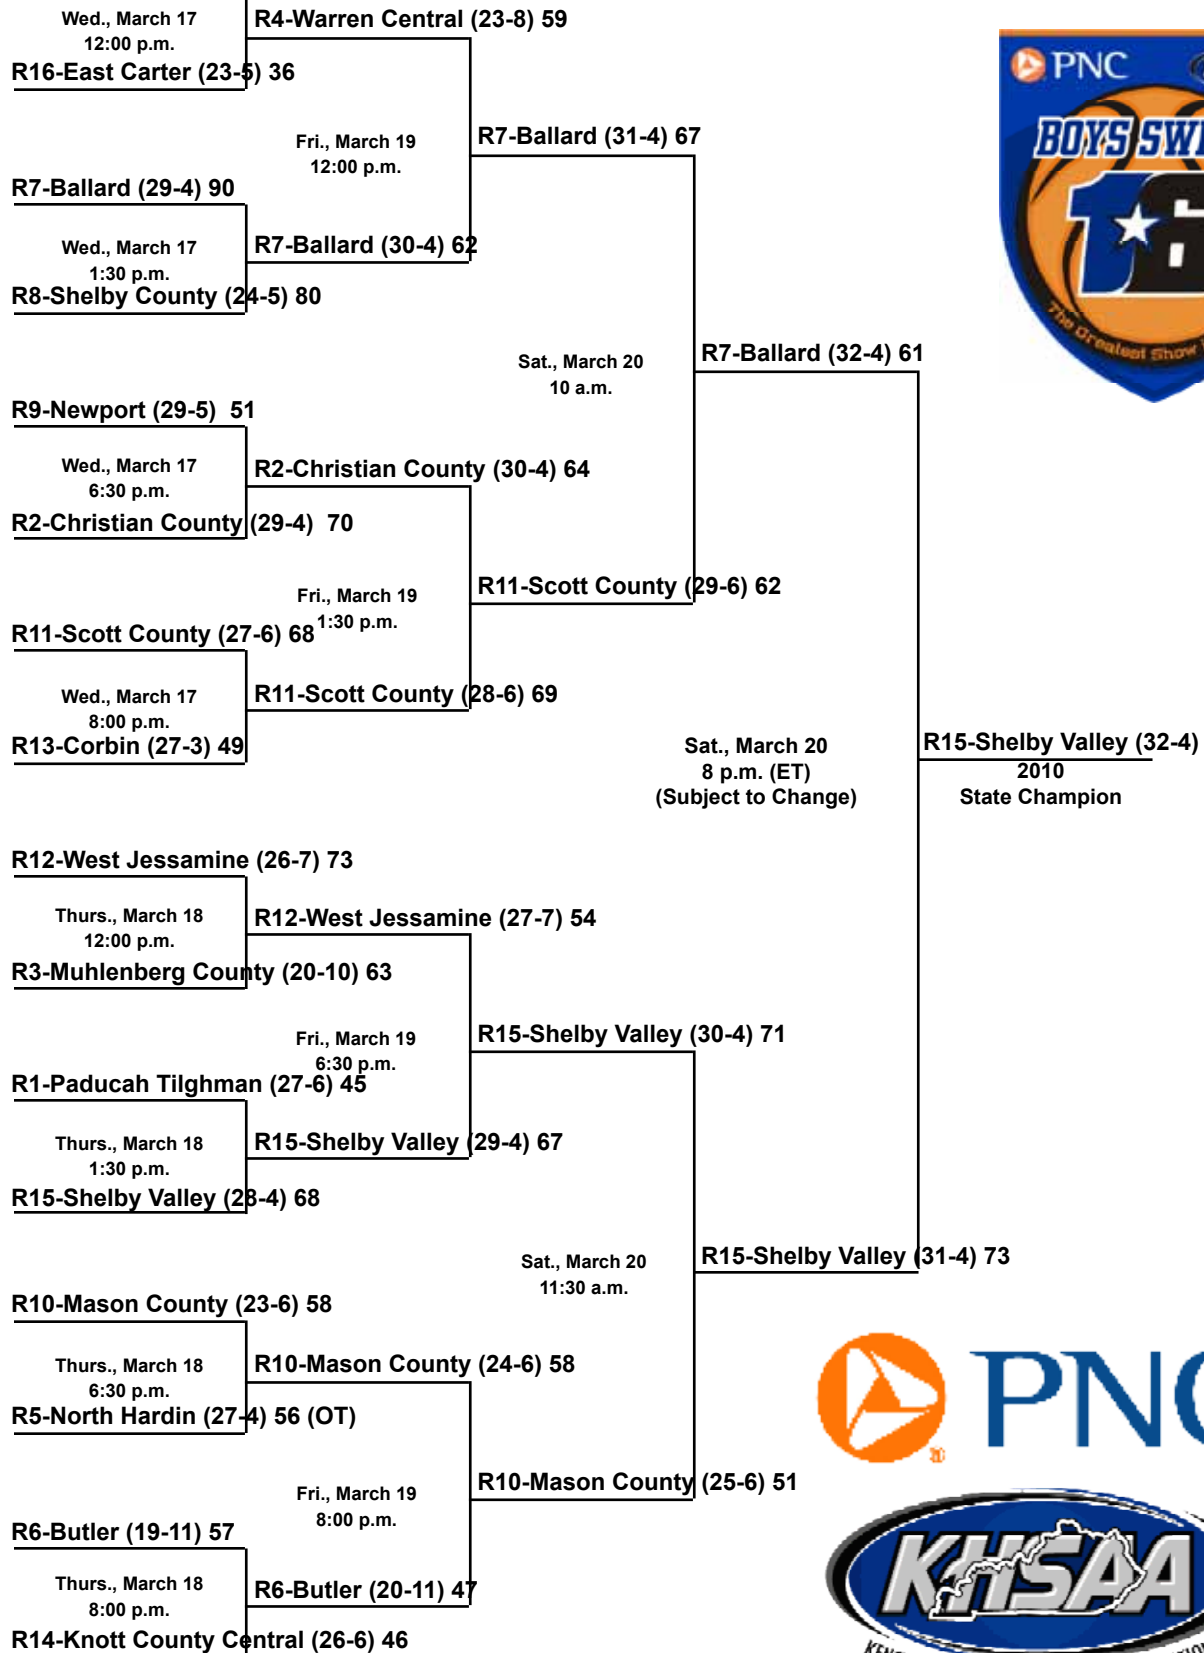 Wed., March 17
12:00 p.m.
R4-Warren Central (23-8) 59
R16-East Carter (23-5) 36
PNC
BOYS
16
The Greatest Show
Fri., March 19
12:00 p.m.
R7-Ballard (31-4) 67
R7-Ballard (29-4) 90
Wed., March 17
1:30 p.m.
R7-Ballard (30-4) 62
R8-Shelby County (24-5) 80
Sat., March 20
10 a.m.
R7-Ballard (32-4) 61
R9-Newport (29-5) 51
Wed., March 17
6:30 p.m.
R2-Christian County (30-4) 64
R2-Christian County (29-4) 70
Fri., March 19
1:30 p.m.
R11-Scott County (29-6) 62
R11-Scott County (27-6) 68
Wed., March 17
8:00 p.m.
R11-Scott County (28-6) 69
R13-Corbin (27-3) 49
Sat., March 20
8 p.m. (ET)
(Subject to Change)
R15-Shelby Valley (32-4)
2010
State Champion
R12-West Jessamine (26-7) 73
Thurs., March 18
12:00 p.m.
R12-West Jessamine (27-7) 54
R3-Muhlenberg County (20-10) 63
Fri., March 19
6:30 p.m.
R15-Shelby Valley (30-4) 71
R1-Paducah Tilghman (27-6) 45
Thurs., March 18
1:30 p.m.
R15-Shelby Valley (29-4) 67
R15-Shelby Valley (28-4) 68
Sat., March 20
11:30 a.m.
R15-Shelby Valley (31-4) 73
R10-Mason County (23-6) 58
Thurs., March 18
6:30 p.m.
R10-Mason County (24-6) 58
R5-North Hardin (27-4) 56 (OT)
PNC
Fri., March 19
8:00 p.m.
R10-Mason County (25-6) 51
R6-Butler (19-11) 57
Thurs., March 18
8:00 p.m.
R6-Butler (20-11) 47
R14-Knott County Central (26-6) 46
KHSAA